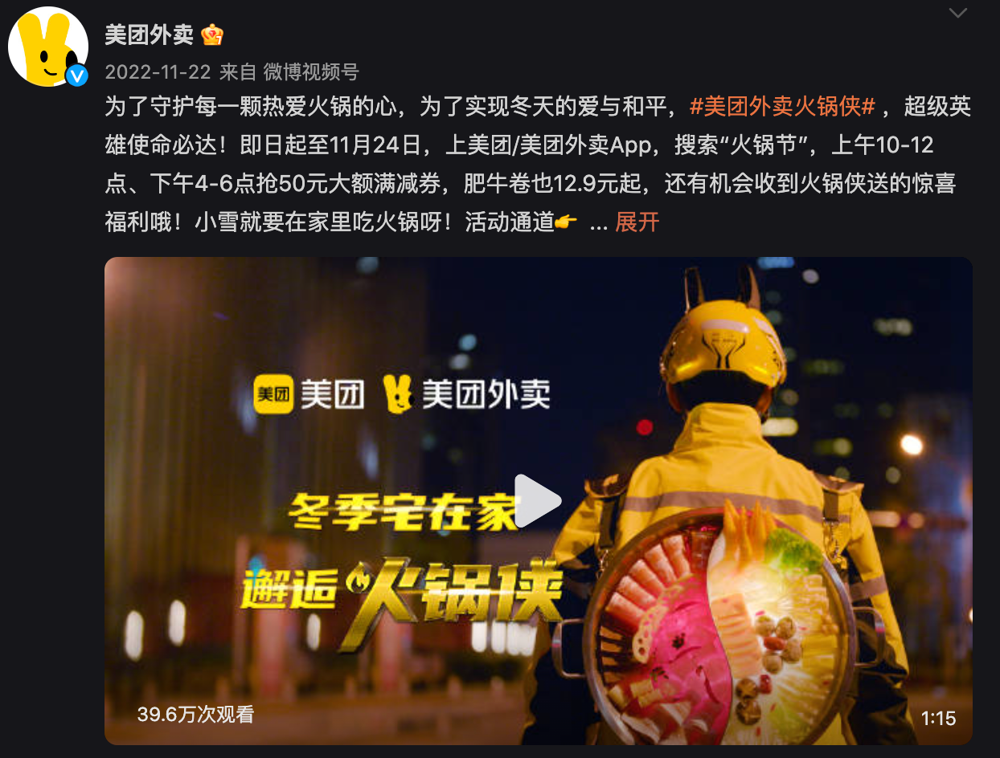 美团外卖
2022-11-22 来自 微博视频号
为了守护每一颗热爱火锅的心，为了实现冬天的爱与和平，#美团外卖火锅侠# ，超级英
雄使命必达！即日起至11月24日，上美团/美团外卖App，搜索“火锅节”，上午10-12
点、下午4-6点抢50元大额满减券，肥牛卷也12.9元起，还有机会收到火锅侠送的惊喜
福利哦！小雪就要在家里吃火锅呀！活动通道👉 ... 展开
美团 美团 美团外卖
冬季宅在家
邂逅火锅侠
39.6万次观看
1:15